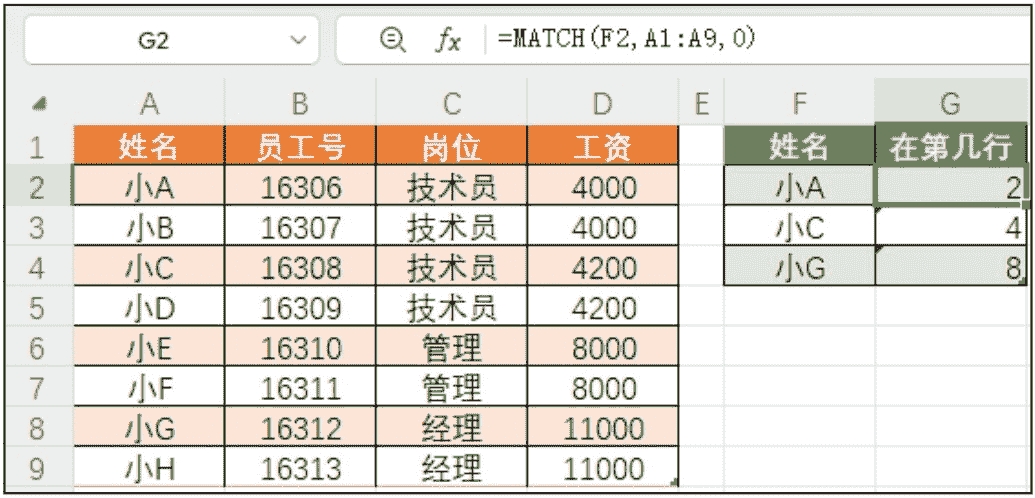 G2 fx =MATCH(F2,A1:A9,0)
A B C D E F G
1 姓名 员工号 岗位 工资 姓名 在第几行
2 小A 16306 技术员 4000 小A 2
3 小B 16307 技术员 4000 小C 4
4 小C 16308 技术员 4200 小G 8
5 小D 16309 技术员 4200
6 小E 16310 管理 8000
7 小F 16311 管理 8000
8 小G 16312 经理 11000
9 小H 16313 经理 11000